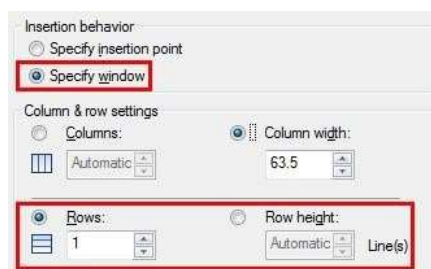 Insertion behavior
Specify insertion point
Specify window
Column & row settings
Columns: Column width:
Automatic 63.5
Rows: Row height:
1 Automatic Line(s)